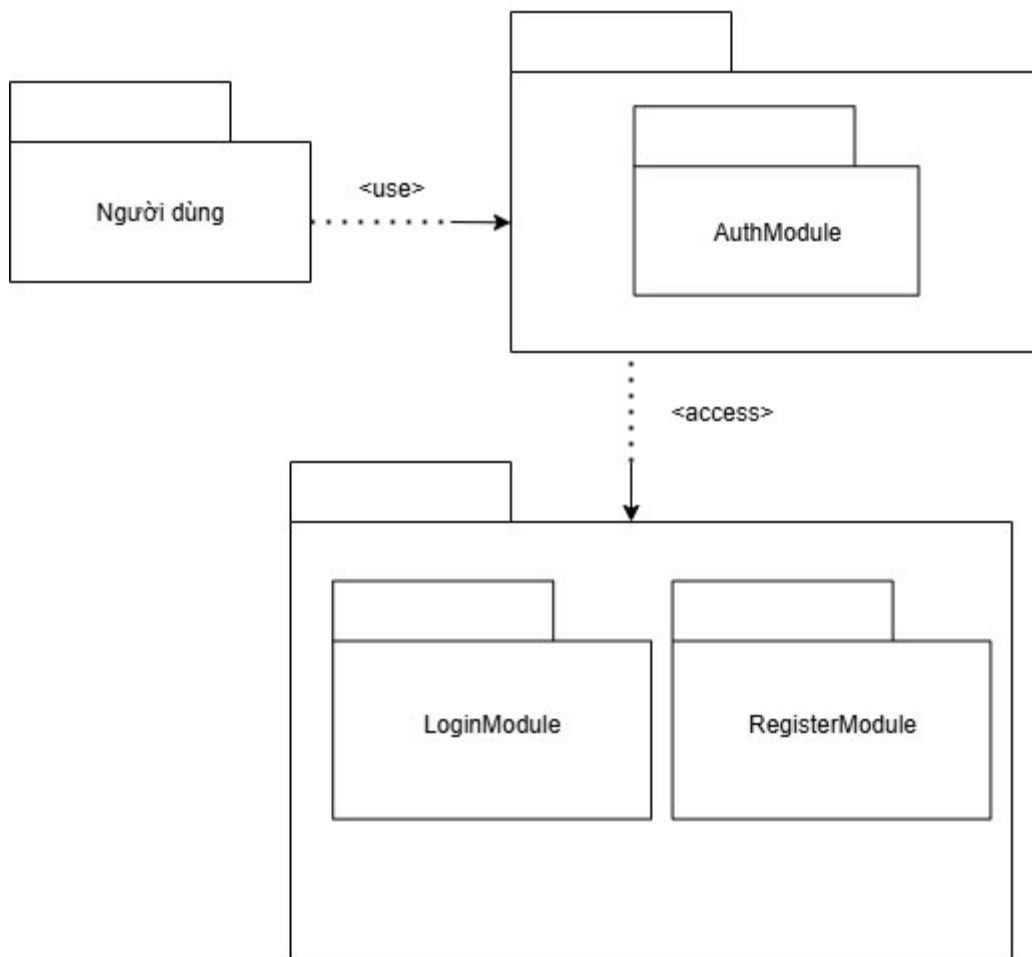 <use>
Người dùng
AuthModule
<access>
LoginModule
RegisterModule